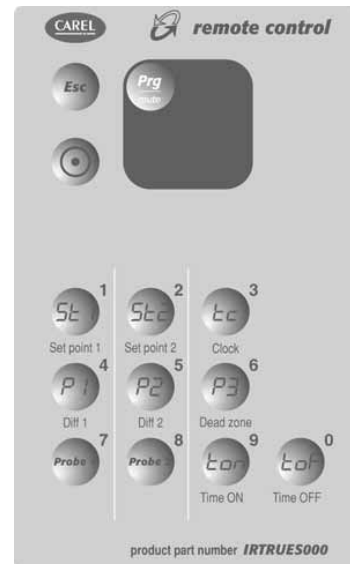 CAREL remote control
Esc
Prg
mute
1 2 3
St1 St2 tc
Set point 1 Set point 2 Clock
4 5 6
P1 P2 P3
Diff 1 Diff 2 Dead zone
7 8 9 0
Probe Probe ton toF
Time ON Time OFF
product part number IRTRUES000